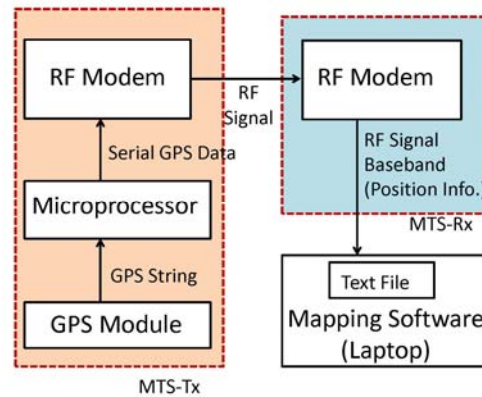 RF Modem
Serial GPS Data
Microprocessor
GPS String
GPS Module
MTS-Tx
RF
Signal
RF Modem
RF Signal
Baseband
(Position Info.)
MTS-Rx
Text File
Mapping Software
(Laptop)